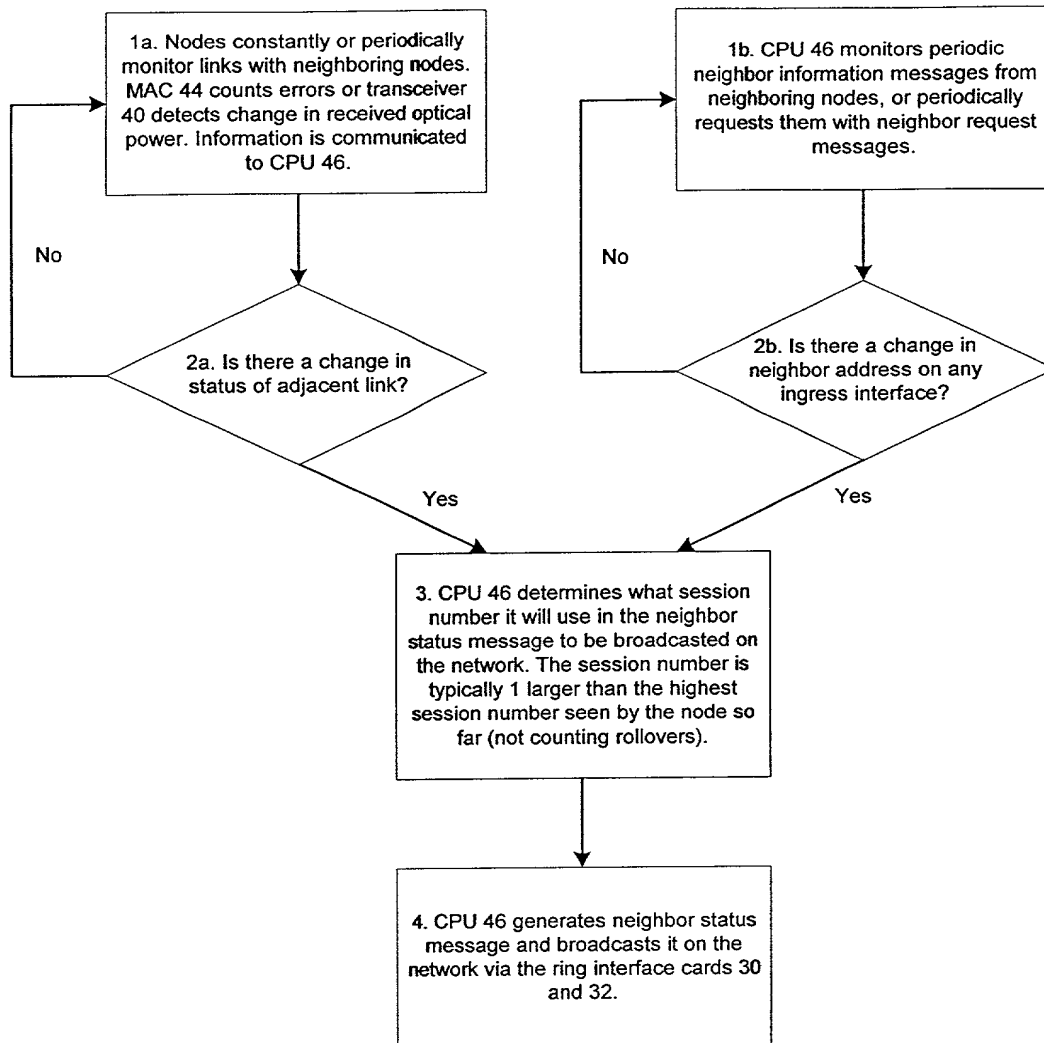 1a. Nodes constantly or periodically
monitor links with neighboring nodes.
MAC 44 counts errors or transceiver
40 detects change in received optical
power. Information is communicated
to CPU 46.
1b. CPU 46 monitors periodic
neighbor information messages from
neighboring nodes, or periodically
requests them with neighbor request
messages.
No
No
2a. Is there a change in
status of adjacent link?
2b. Is there a change in
neighbor address on any
ingress interface?
Yes
Yes
3. CPU 46 determines what session
number it will use in the neighbor
status message to be broadcasted on
the network. The session number is
typically 1 larger than the highest
session number seen by the node so
far (not counting rollovers).
4. CPU 46 generates neighbor status
message and broadcasts it on the
network via the ring interface cards 30
and 32.